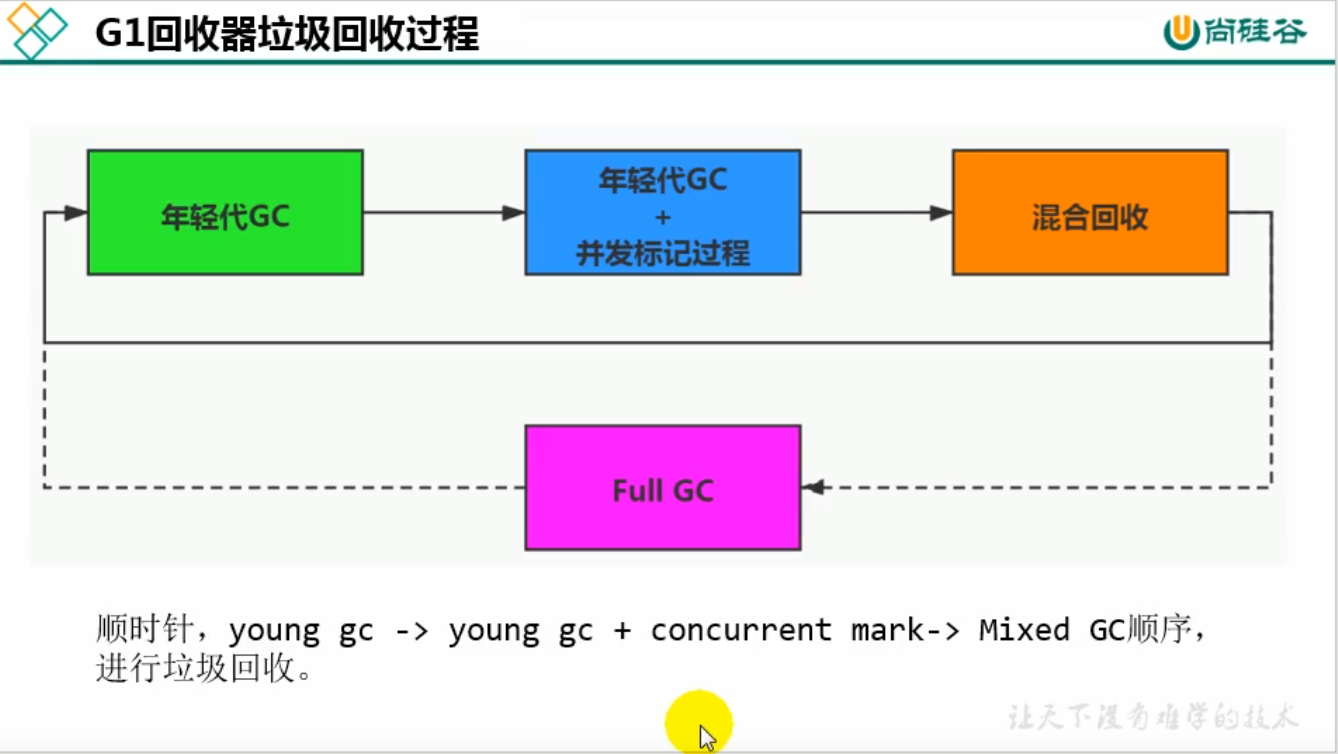 G1回收器垃圾回收过程
尚硅谷
年轻代GC
年轻代GC
+
并发标记过程
混合回收
Full GC
顺时针，young gc -> young gc + concurrent mark-> Mixed GC顺序，
进行垃圾回收。
让天下没有难学的技术